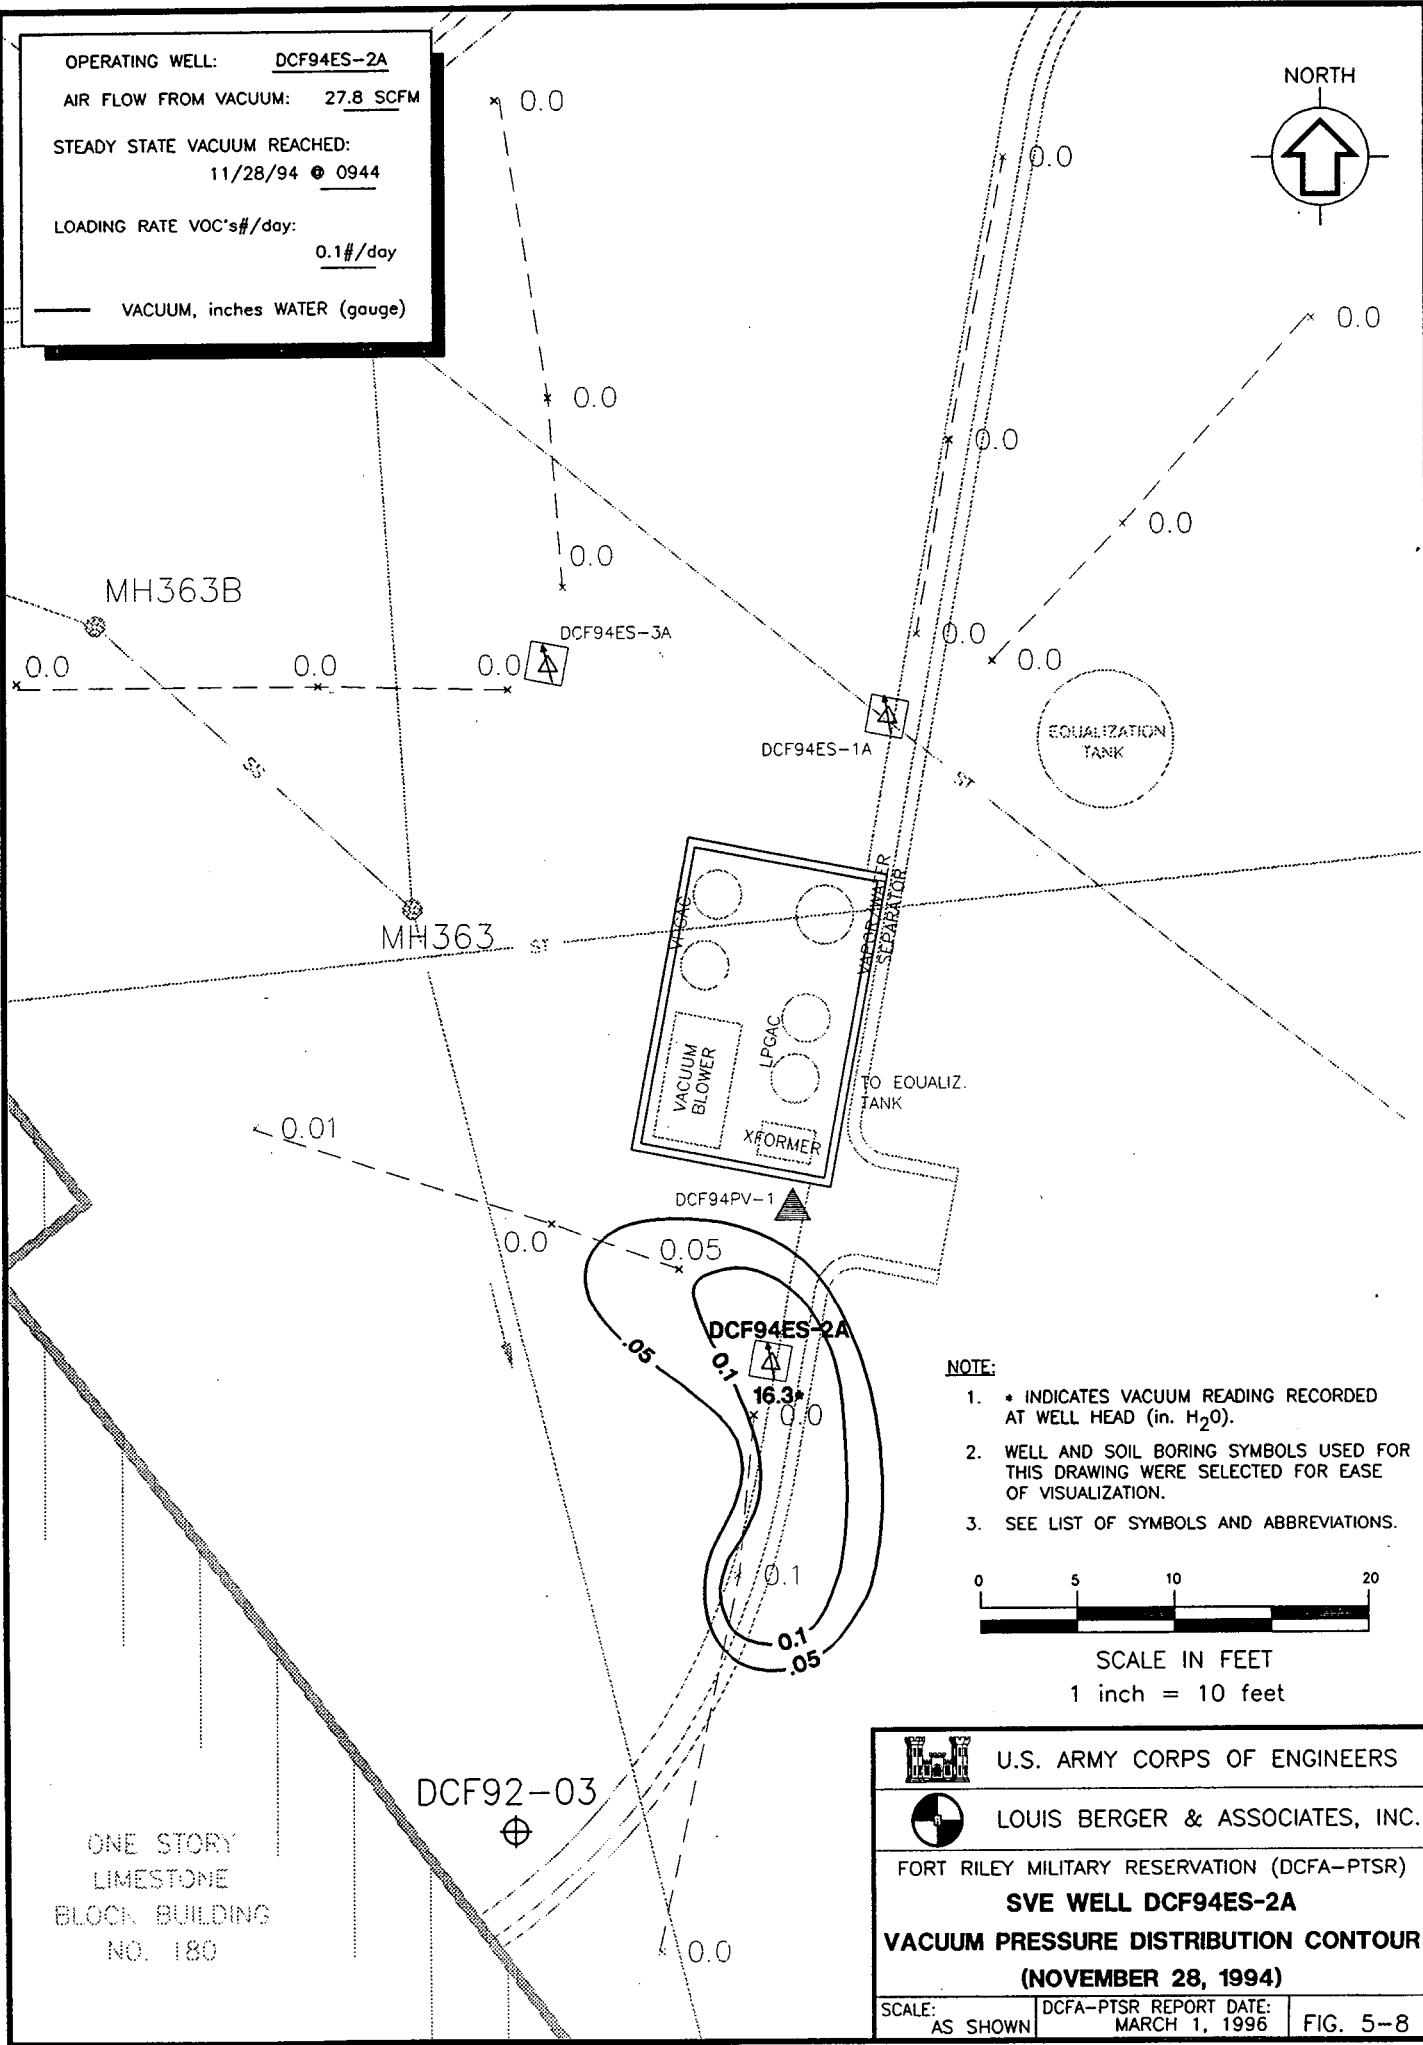 OPERATING WELL: DCF94ES-2A
AIR FLOW FROM VACUUM: 27.8 SCFM
STEADY STATE VACUUM REACHED:
11/28/94 @ 0944
LOADING RATE VOC's#/day:
0.1#/day
VACUUM, inches WATER (gauge)
NORTH
0.0
0.0
0.0
0.0
0.0
0.0
0.0
MH363B
DCF94ES-3A
0.0
0.0
0.0
0.0
0.0
0.0
DCF94ES-1A
EQUALIZATION
TANK
SS
ST
MH363
ST
VPGAC
VAPOR/WATER
SEPARATOR
LPGAC
VACUUM
BLOWER
XFORMER
TO EQUALIZ.
TANK
0.01
DCF94PV-1
0.0
0.05
DCF94ES-2A
.05
0.1
16.3*
0.0
0.1
0.1
.05
NOTE:
1. * INDICATES VACUUM READING RECORDED
AT WELL HEAD (in. H2O).
2. WELL AND SOIL BORING SYMBOLS USED FOR
THIS DRAWING WERE SELECTED FOR EASE
OF VISUALIZATION.
3. SEE LIST OF SYMBOLS AND ABBREVIATIONS.
0 5 10 20
SCALE IN FEET
1 inch = 10 feet
DCF92-03
0.0
ONE STORY
LIMESTONE
BLOCK BUILDING
NO. 180
U.S. ARMY CORPS OF ENGINEERS
LOUIS BERGER & ASSOCIATES, INC.
FORT RILEY MILITARY RESERVATION (DCFA-PTSR)
SVE WELL DCF94ES-2A
VACUUM PRESSURE DISTRIBUTION CONTOUR
(NOVEMBER 28, 1994)
SCALE:
AS SHOWN
DCFA-PTSR REPORT DATE:
MARCH 1, 1996
FIG. 5-8